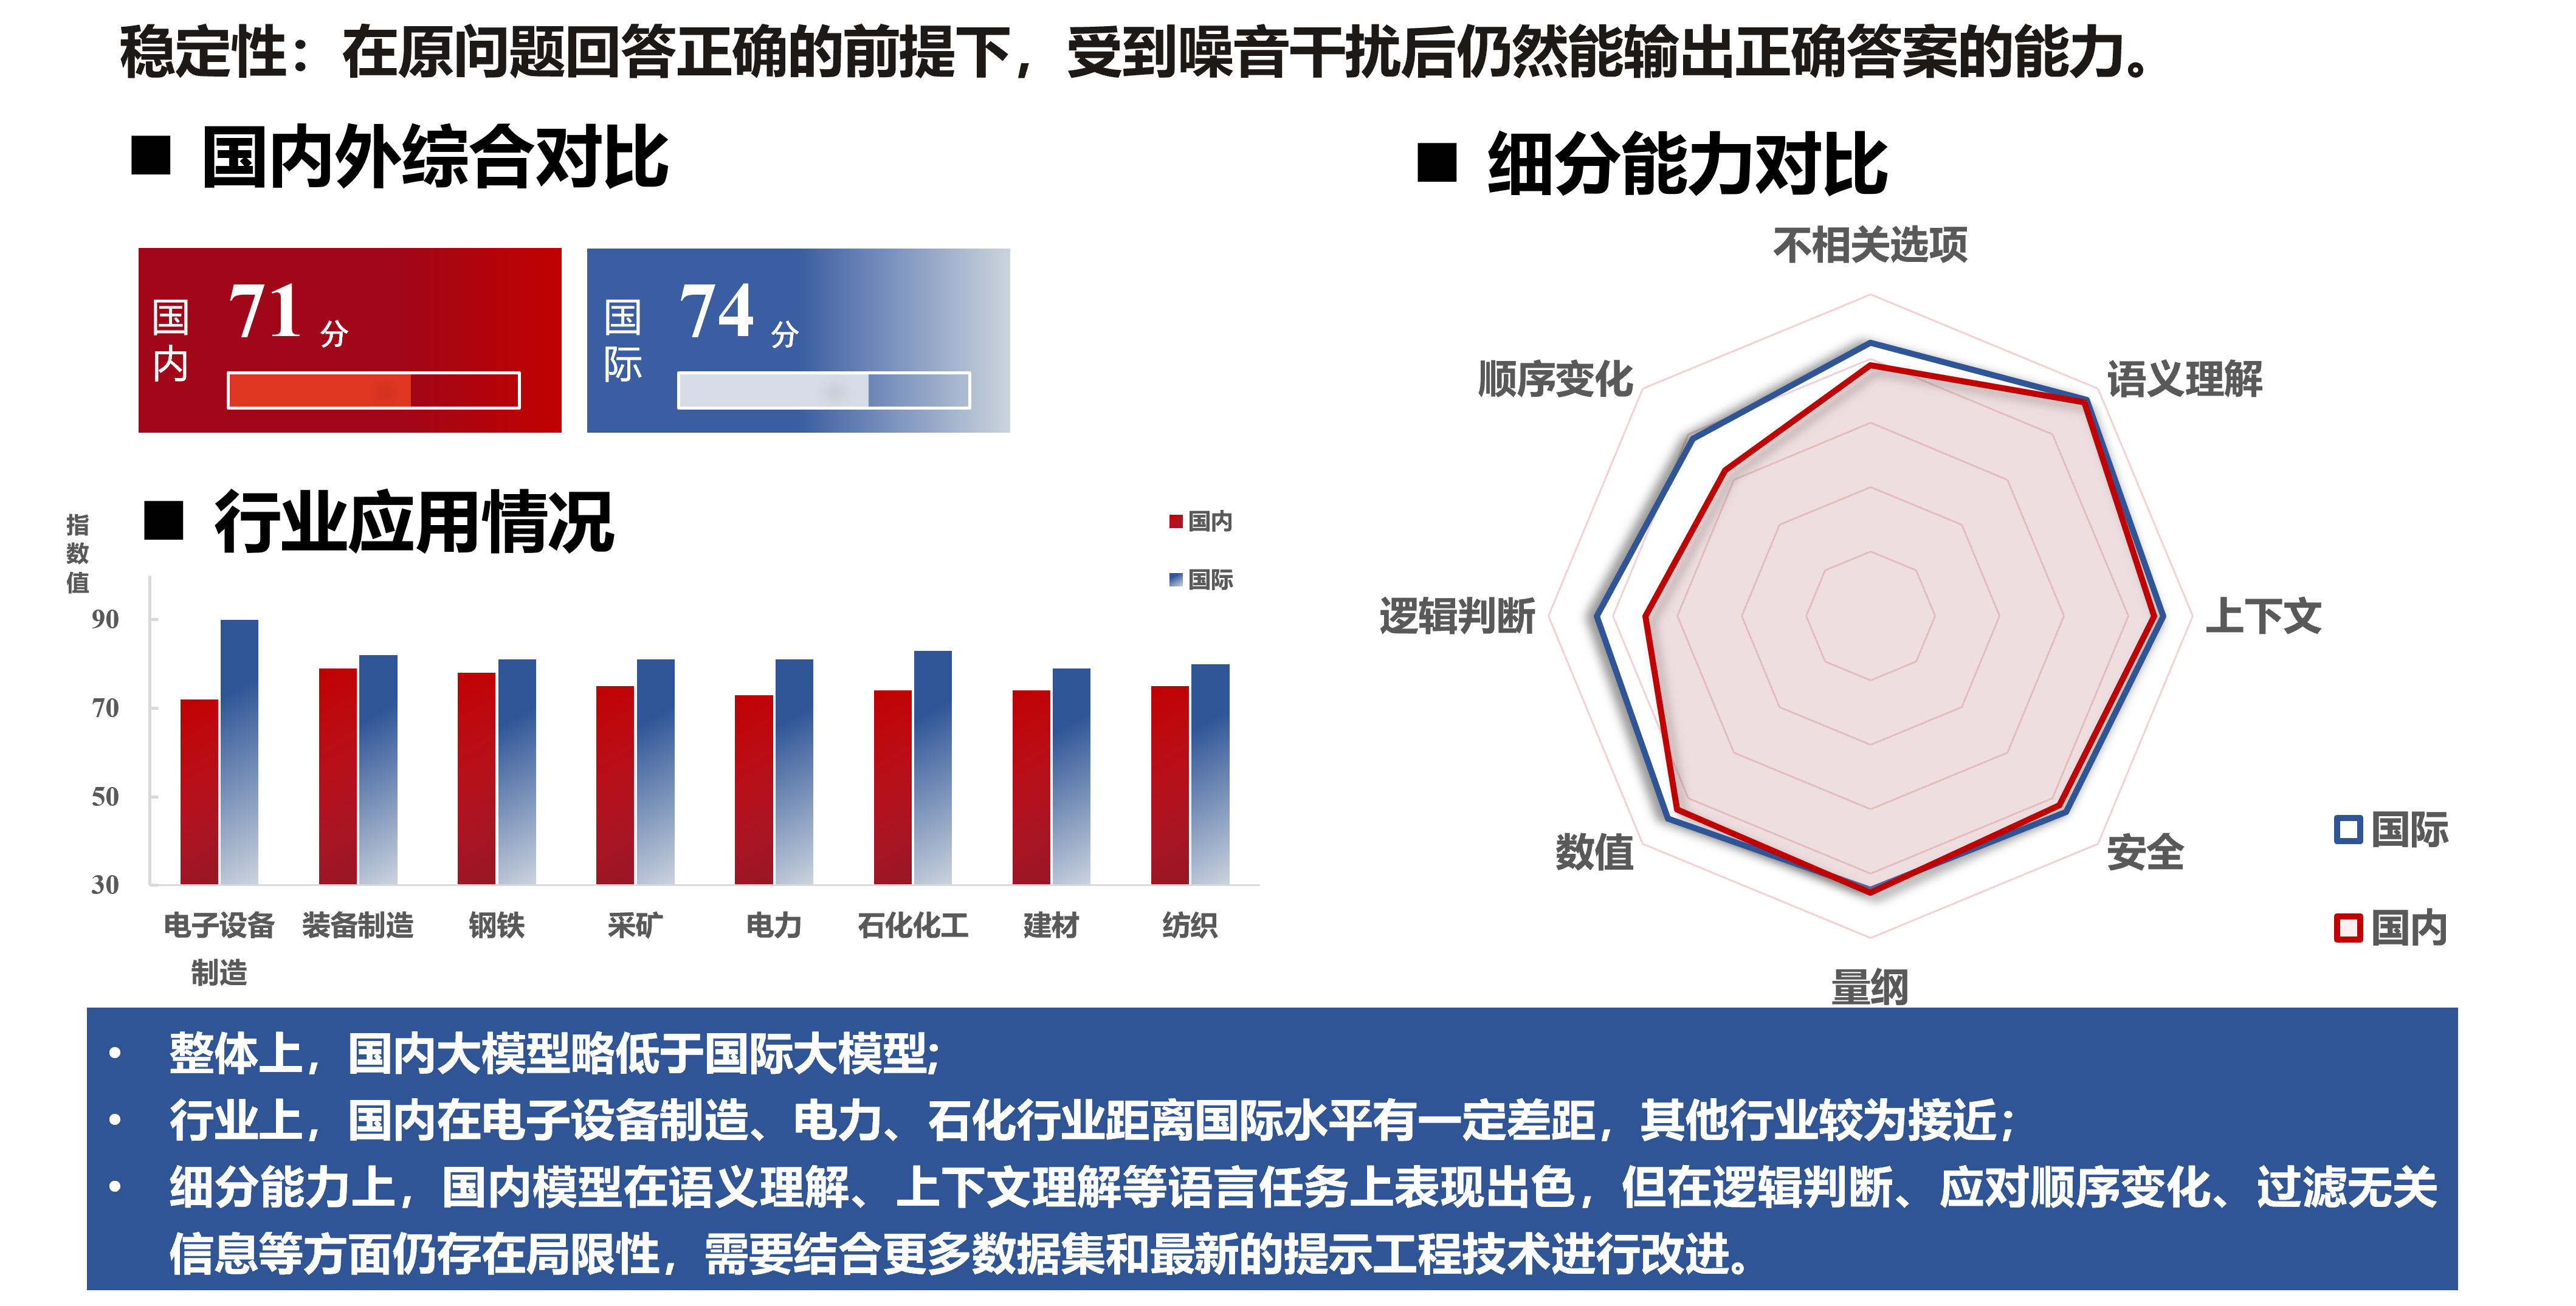 稳定性：在原问题回答正确的前提下，受到噪音干扰后仍然能输出正确答案的能力。
■ 国内外综合对比
国内
71 分
国际
74 分
■ 行业应用情况
指数值
国内
国际
90
70
50
30
电子设备
制造
装备制造
钢铁
采矿
电力
石化化工
建材
纺织
■ 细分能力对比
不相关选项
语义理解
上下文
安全
量纲
数值
逻辑判断
顺序变化
国际
国内
• 整体上，国内大模型略低于国际大模型;
• 行业上，国内在电子设备制造、电力、石化行业距离国际水平有一定差距，其他行业较为接近；
• 细分能力上，国内模型在语义理解、上下文理解等语言任务上表现出色，但在逻辑判断、应对顺序变化、过滤无关
信息等方面仍存在局限性，需要结合更多数据集和最新的提示工程技术进行改进。